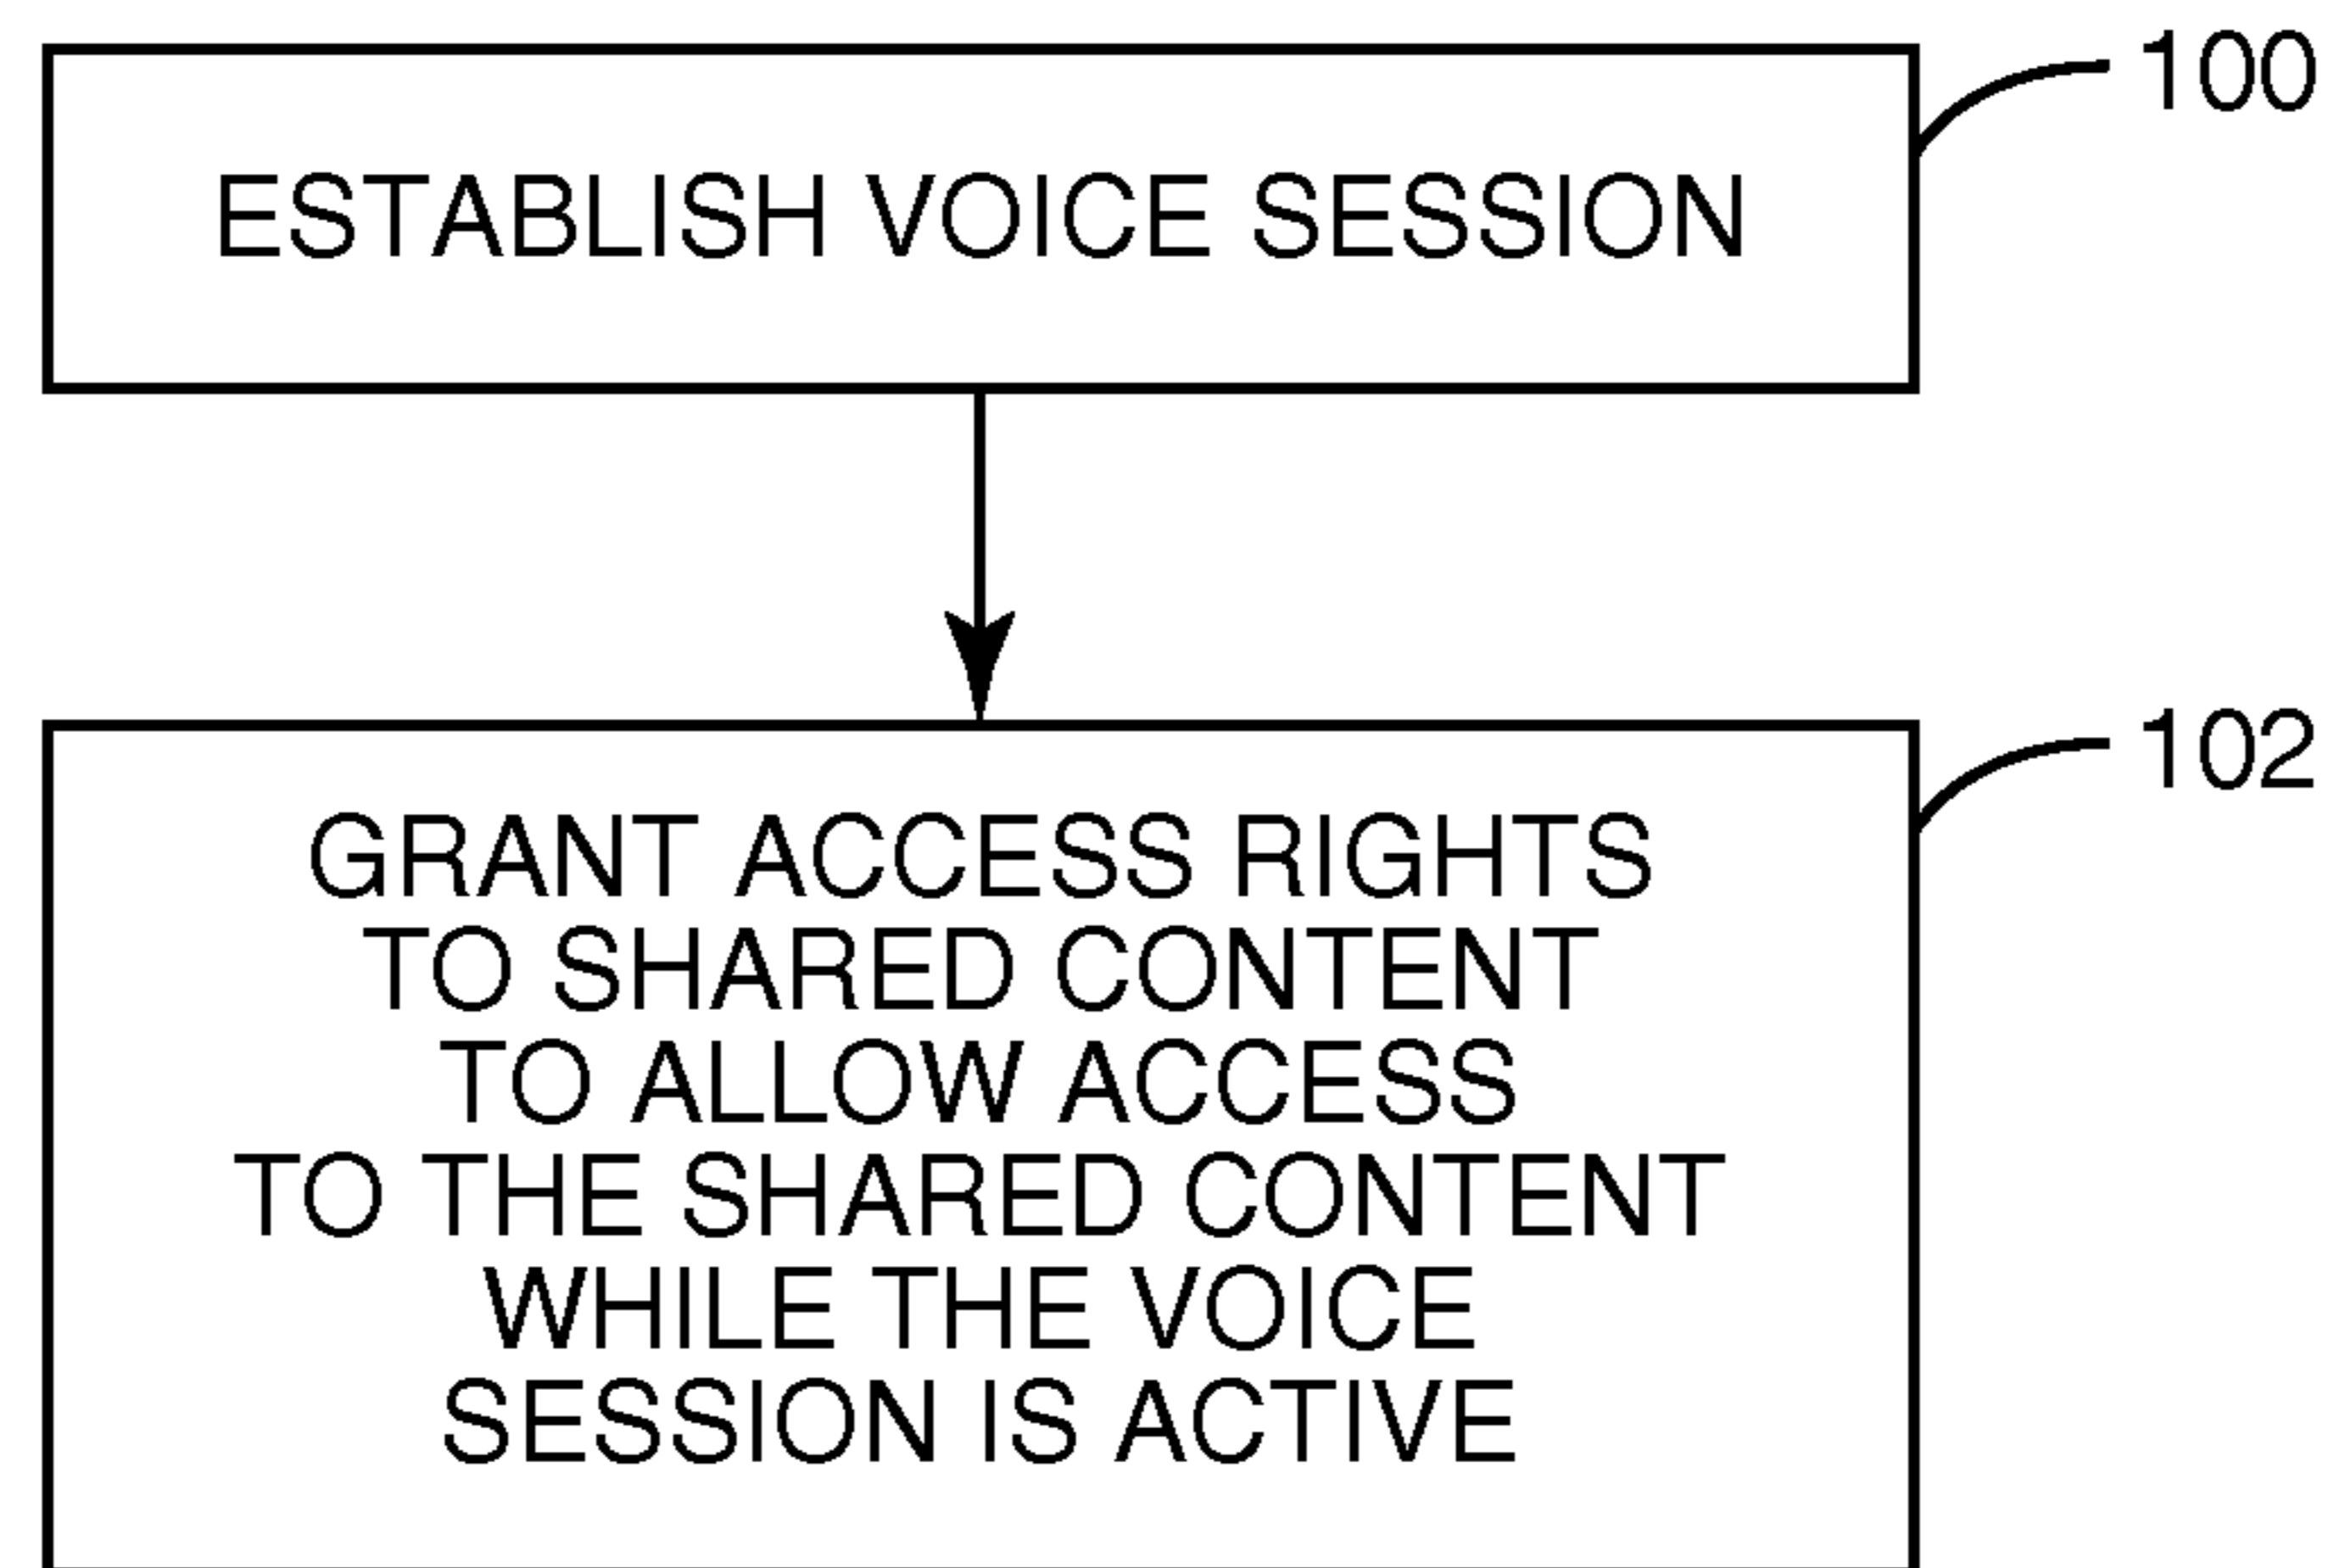 100
ESTABLISH VOICE SESSION
102
GRANT ACCESS RIGHTS
TO SHARED CONTENT
TO ALLOW ACCESS
TO THE SHARED CONTENT
WHILE THE VOICE
SESSION IS ACTIVE